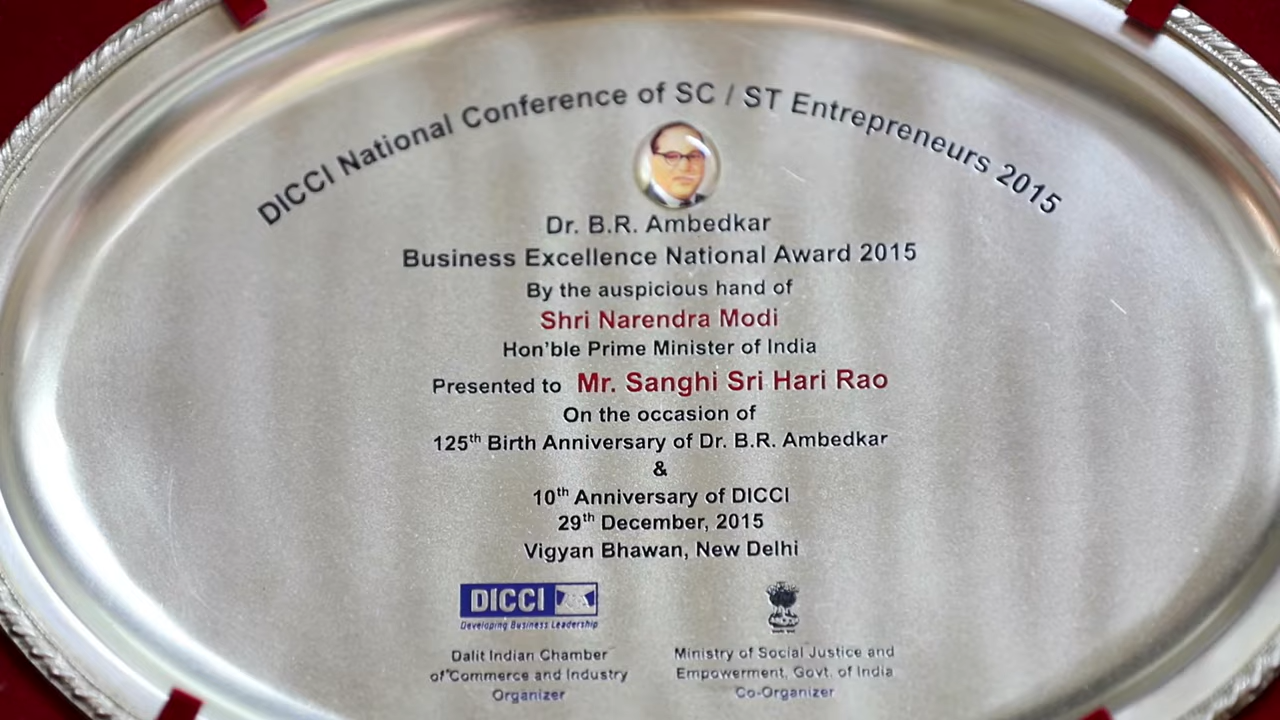 DICCI National Conference of SC / ST Entrepreneurs 2015
Dr. B.R. Ambedkar
Business Excellence National Award 2015
By the auspicious hand of
Shri Narendra Modi
Hon'ble Prime Minister of India
Presented to Mr. Sanghi Sri Hari Rao
On the occasion of
125th Birth Anniversary of Dr. B.R. Ambedkar
&
10th Anniversary of DICCI
29th December, 2015
Vigyan Bhawan, New Delhi
DICCI
Developing Business Leadership
Dalit Indian Chamber
of Commerce and Industry
Organizer
Ministry of Social Justice and
Empowerment, Govt. of India
Co-Organizer